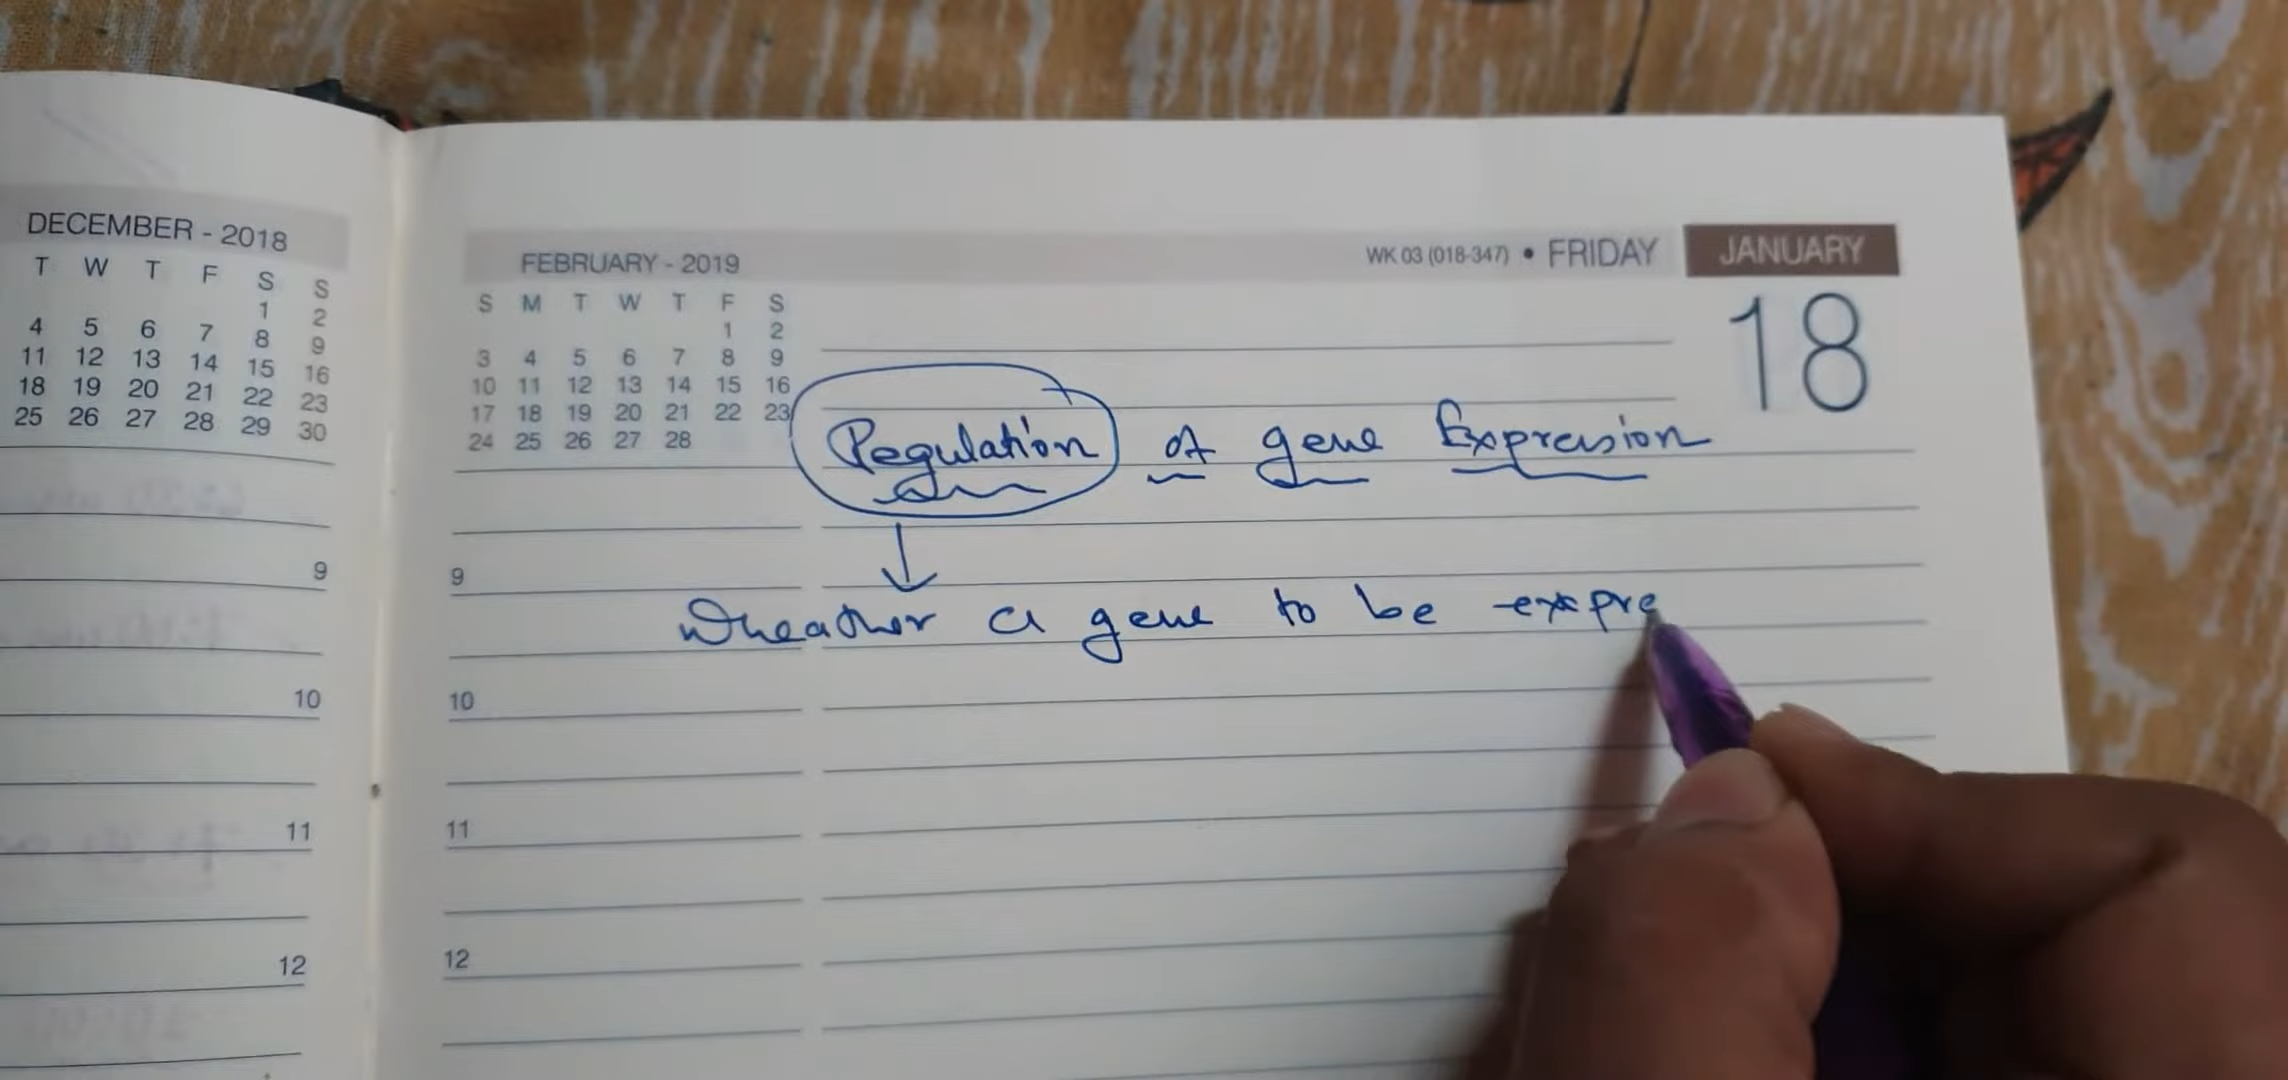 DECEMBER - 2018
T W T F S S
1 2
4 5 6 7 8 9
11 12 13 14 15 16
18 19 20 21 22 23
25 26 27 28 29 30
9
10
11
12
FEBRUARY - 2019
S M T W T F S
1 2
3 4 5 6 7 8 9
10 11 12 13 14 15 16
17 18 19 20 21 22 23
24 25 26 27 28
WK 03 (018-347) • FRIDAY JANUARY
18
Regulation of gene Expression
9
Wheather a gene to be expre
10
11
12